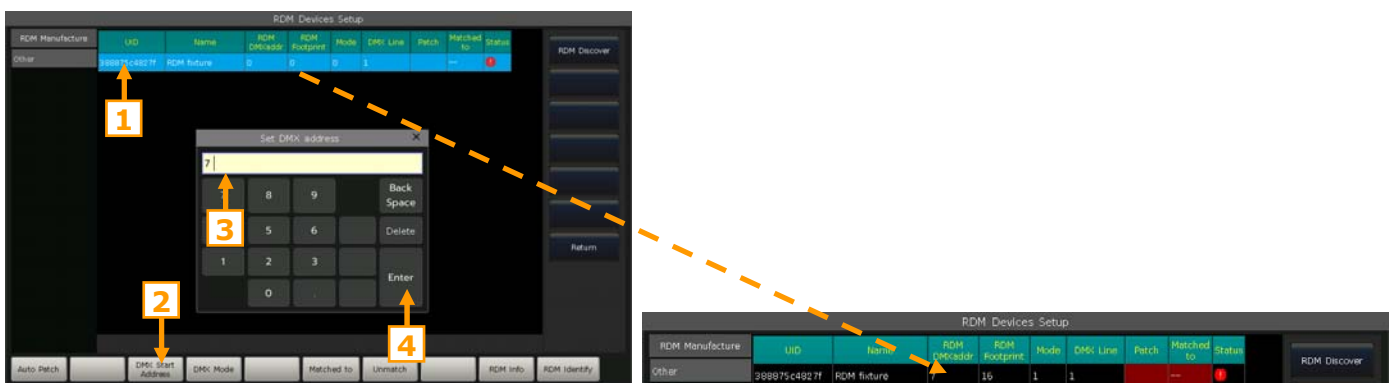 RDM Devices Setup
RDM Manufacture
UID Name RDM DMXaddr RDM Footprint Mode DMX Line Patch Matched to Status
RDM Discover
Other
388875c4827f RDM fixture 0 0 0 1 -- !
1
Set DMX address ×
7
8 9 Back Space
3
5 6 Delete
1 2 3
Enter
0 .
Return
2
4
Auto Patch DMX Start Address DMX Mode Matched to Unmatch RDM Info RDM Identify
RDM Devices Setup
RDM Manufacture
UID Name RDM DMXaddr RDM Footprint Mode DMX Line Patch Matched to Status
RDM Discover
Other
388875c4827f RDM fixture 7 16 1 1 -- !